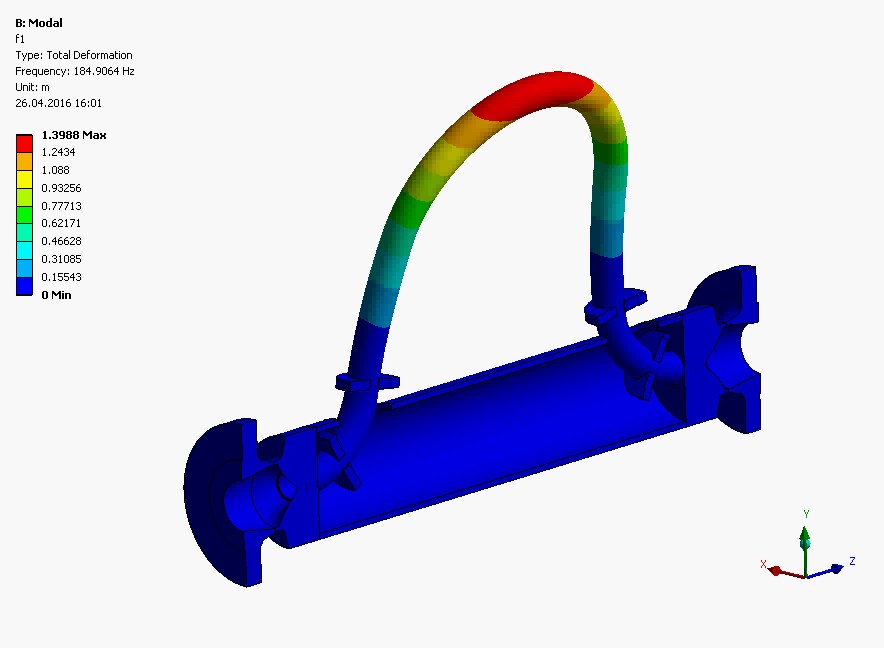 B: Modal
f1
Type: Total Deformation
Frequency: 184.9064 Hz
Unit: m
26.04.2016 16:01
1.3988 Max
1.2434
1.088
0.93256
0.77713
0.62171
0.46628
0.31085
0.15543
0 Min
Y
X
Z